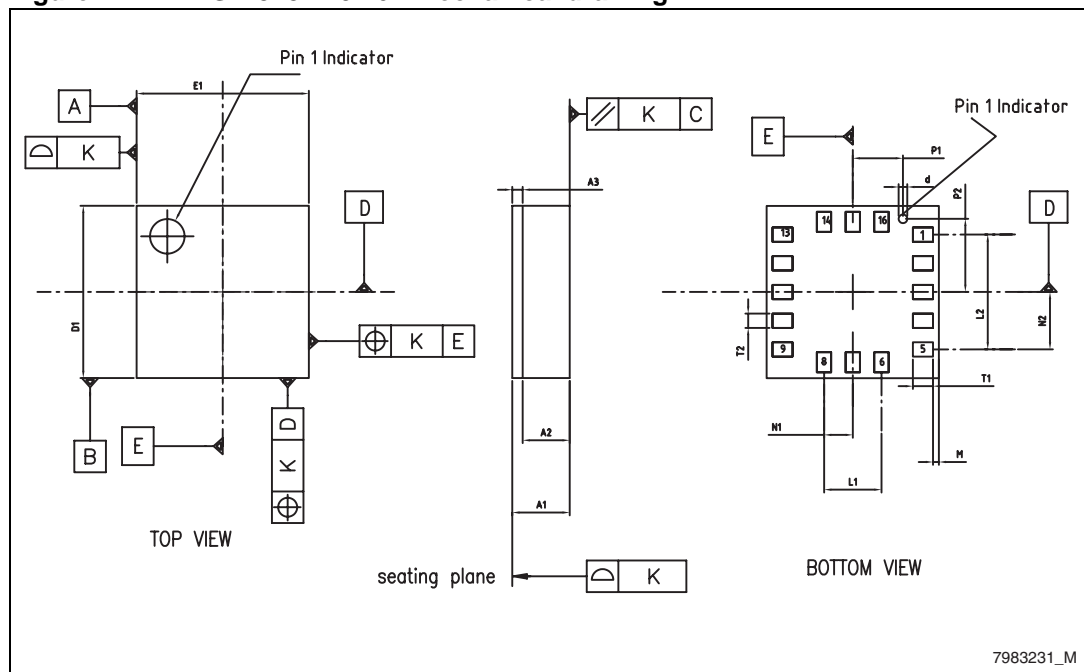 Pin 1 Indicator
E1
A
K
D
D1
K E
B
E
K D
TOP VIEW
K C
A3
A2
A1
seating plane
K
E
Pin 1 Indicator
P1
d
P2
D
13
14
16
1
L2
N2
T2
9
8
6
5
T1
N1
M
L1
BOTTOM VIEW
7983231_M